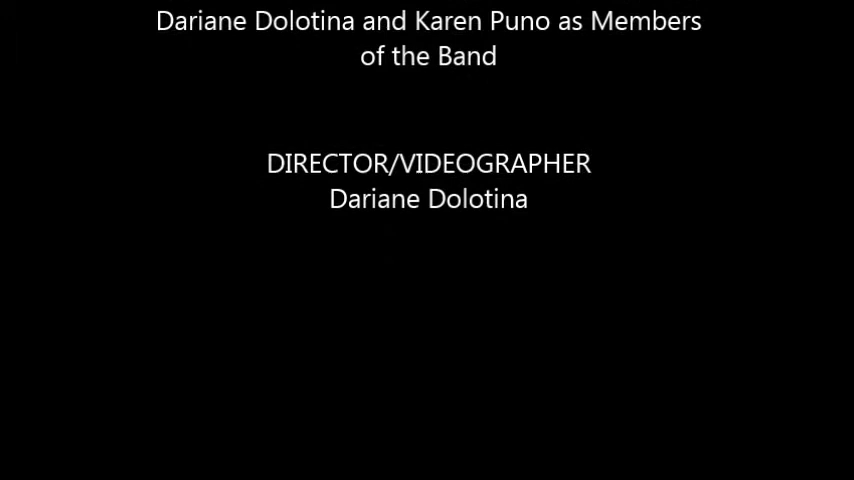 Dariane Dolotina and Karen Puno as Members
of the Band
DIRECTOR/VIDEOGRAPHER
Dariane Dolotina